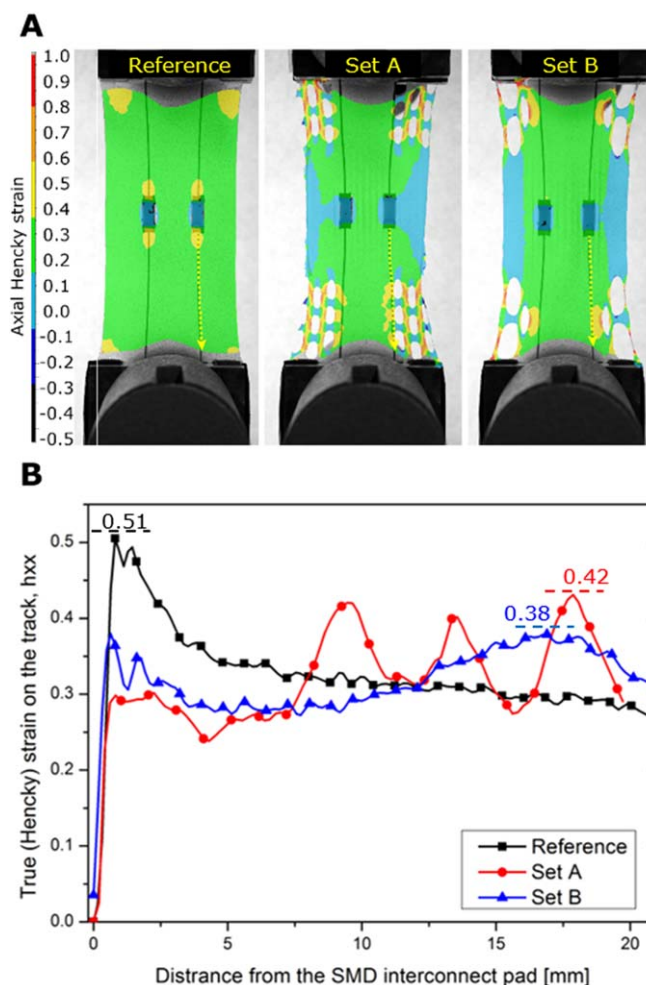 A
Reference
Set A
Set B
Axial Hencky strain
1.0
0.9
0.8
0.7
0.6
0.5
0.4
0.3
0.2
0.1
0.0
-0.1
-0.2
-0.3
-0.4
-0.5
B
0.51
0.42
0.38
0.5
0.4
0.3
0.2
0.1
0.0
True (Hencky) strain on the track, hxx
Reference
Set A
Set B
0 5 10 15 20
Distrance from the SMD interconnect pad [mm]